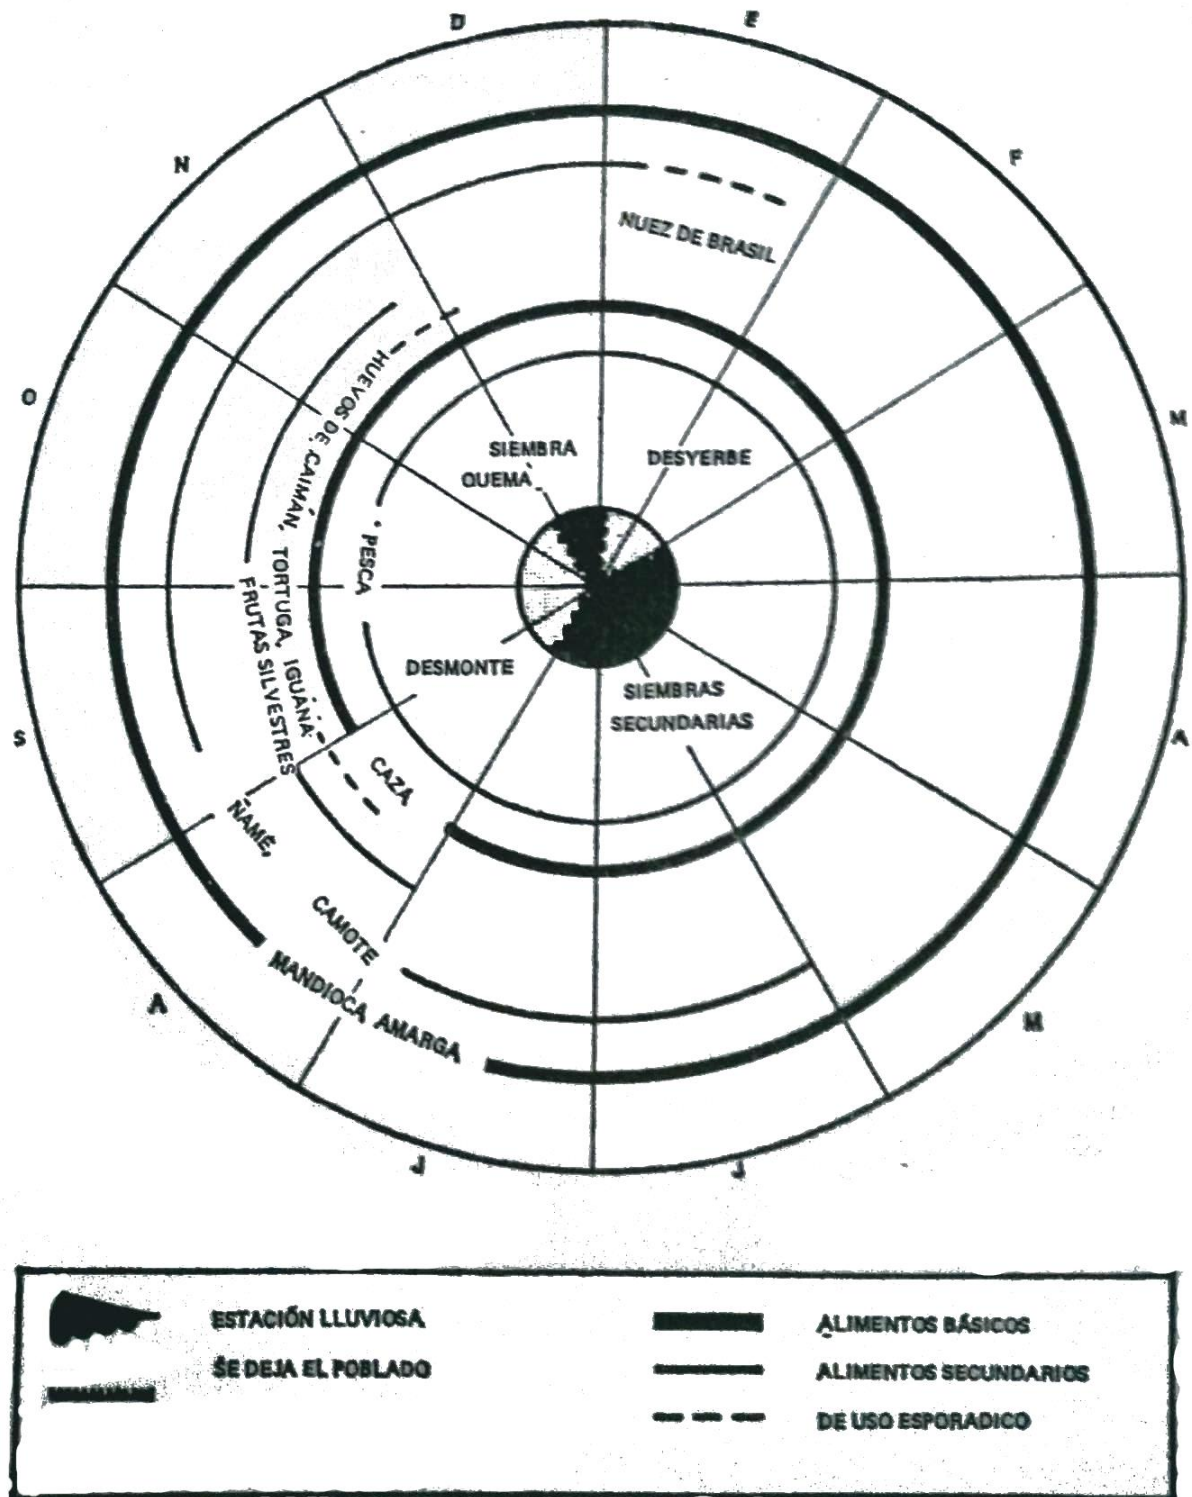 D
E
N
F
O
M
S
A
A
M
J
J
NUEZ DE BRASIL
HUEVOS DE, CAIMÁN, TORTUGA, IGUANA
FRUTAS SILVESTRES
PESCA
SIEMBRA
QUEMA
DESYERBE
DESMONTE
SIEMBRAS
SECUNDARIAS
CAZA
ÑAME,
CAMOTE
MANDIOCA AMARGA
ESTACIÓN LLUVIOSA
SE DEJA EL POBLADO
ALIMENTOS BÁSICOS
ALIMENTOS SECUNDARIOS
DE USO ESPORADICO